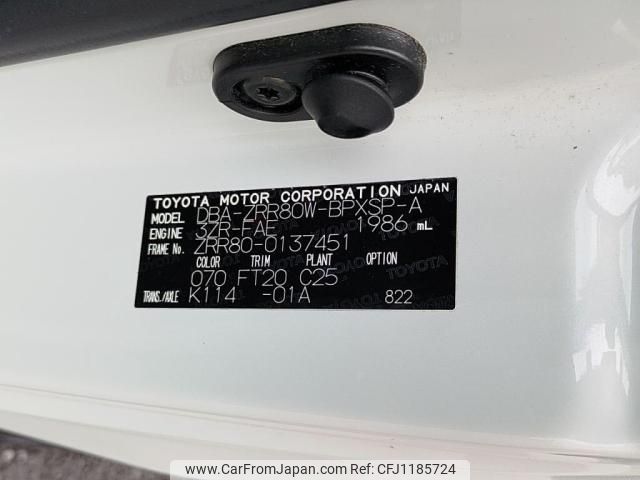 TOYOTA MOTOR CORPORATION JAPAN
MODEL DBA-ZRR80W-BPXSP-A
ENGINE 3ZR-FAE 1986 mL
FRAME No. ZRR80-0137451
COLOR TRIM PLANT OPTION
070 FT20 C25
TRANS./AXLE K114 -01A 822
www.CarFromJapan.com | © CarFromJapan | CFJ1185724